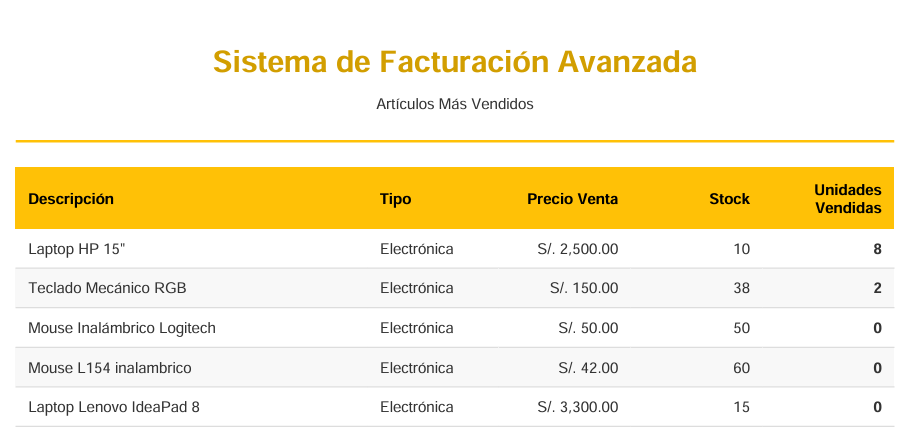 Sistema de Facturación Avanzada
Artículos Más Vendidos
Descripción Tipo Precio Venta Stock Unidades Vendidas
Laptop HP 15" Electrónica S/. 2,500.00 10 8
Teclado Mecánico RGB Electrónica S/. 150.00 38 2
Mouse Inalámbrico Logitech Electrónica S/. 50.00 50 0
Mouse L154 inalambrico Electrónica S/. 42.00 60 0
Laptop Lenovo IdeaPad 8 Electrónica S/. 3,300.00 15 0